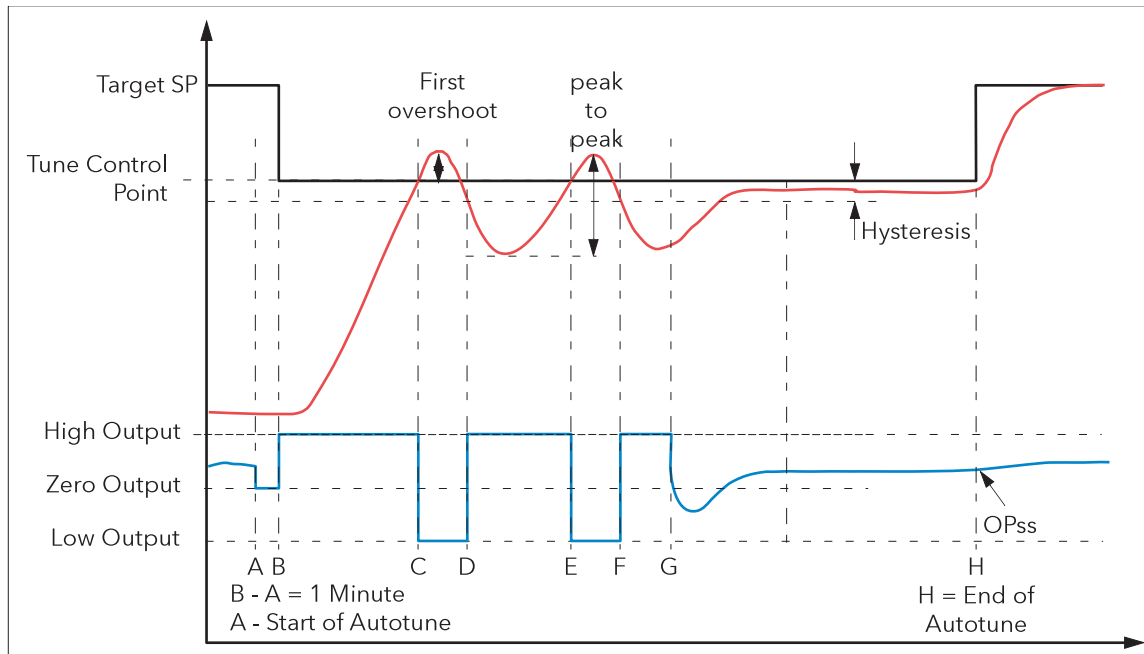 Target SP
First
overshoot
peak
to
peak
Tune Control
Point
Hysteresis
High Output
Zero Output
OPss
Low Output
A B C D E F G H
B - A = 1 Minute
A - Start of Autotune
H = End of
Autotune